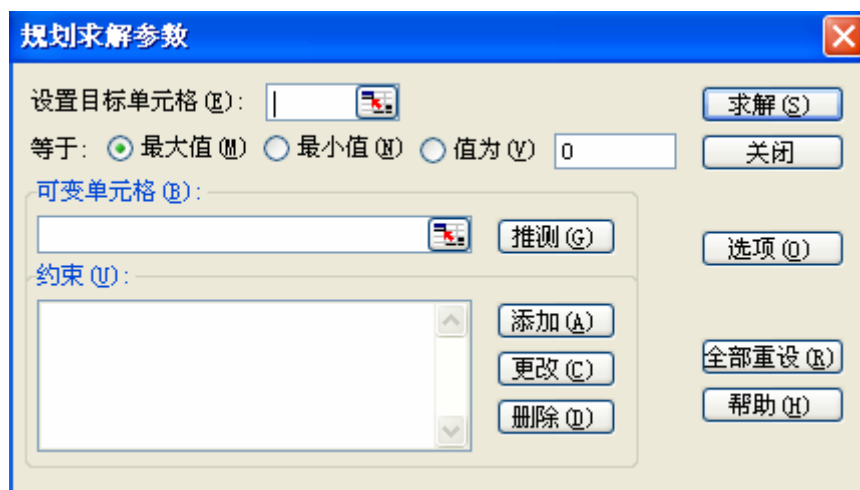 规划求解参数
设置目标单元格(E): 求解(S)
等于: 最大值(M) 最小值(N) 值为(V) 0 关闭
可变单元格(B):
推测(G) 选项(O)
约束(U):
添加(A)
更改(C) 全部重设(R)
删除(D) 帮助(H)